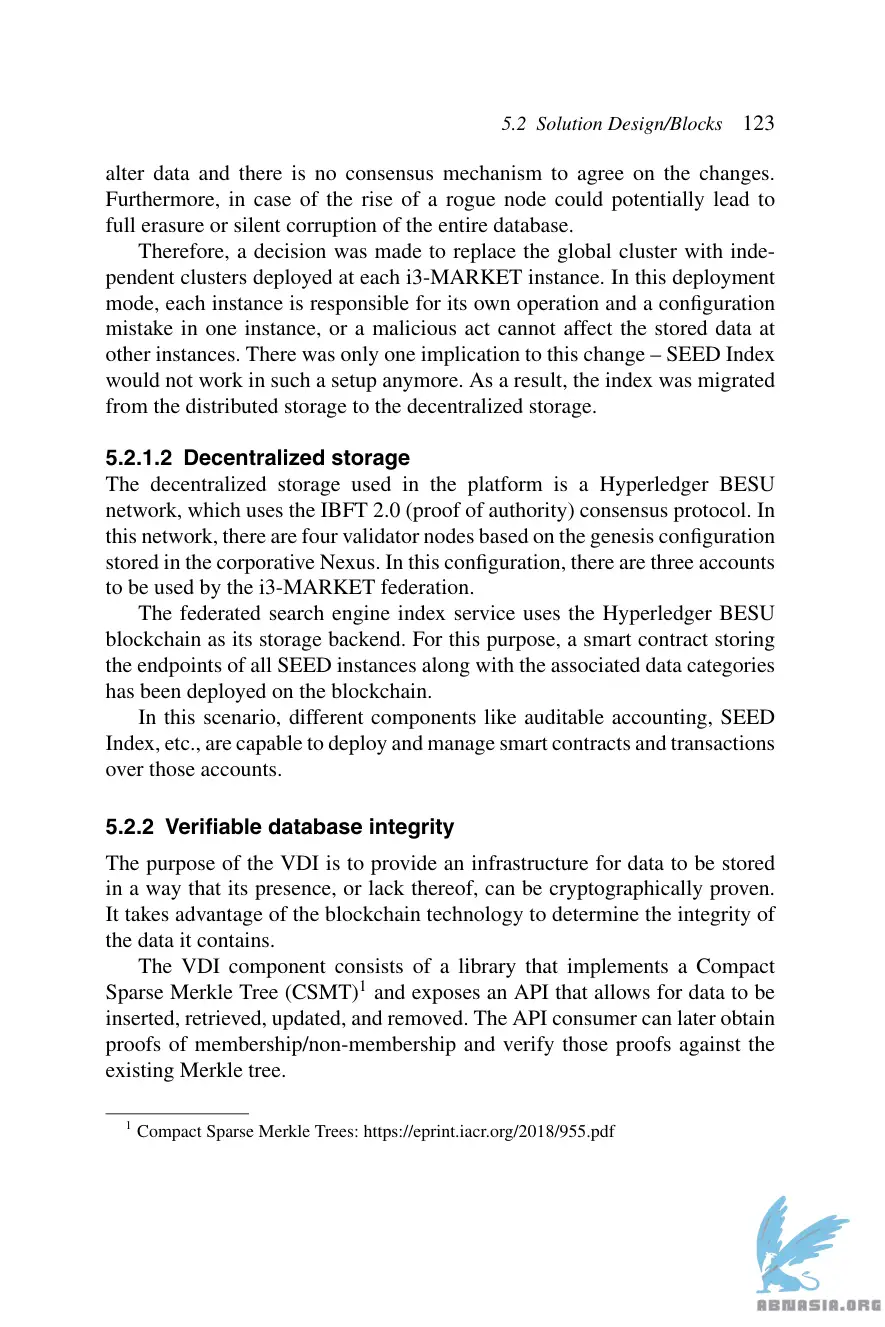 5.2 Solution Design/Blocks 123
alter data and there is no consensus mechanism to agree on the changes.
Furthermore, in case of the rise of a rogue node could potentially lead to
full erasure or silent corruption of the entire database.
Therefore, a decision was made to replace the global cluster with inde-
pendent clusters deployed at each i3-MARKET instance. In this deployment
mode, each instance is responsible for its own operation and a configuration
mistake in one instance, or a malicious act cannot affect the stored data at
other instances. There was only one implication to this change – SEED Index
would not work in such a setup anymore. As a result, the index was migrated
from the distributed storage to the decentralized storage.
5.2.1.2 Decentralized storage
The decentralized storage used in the platform is a Hyperledger BESU
network, which uses the IBFT 2.0 (proof of authority) consensus protocol. In
this network, there are four validator nodes based on the genesis configuration
stored in the corporative Nexus. In this configuration, there are three accounts
to be used by the i3-MARKET federation.
The federated search engine index service uses the Hyperledger BESU
blockchain as its storage backend. For this purpose, a smart contract storing
the endpoints of all SEED instances along with the associated data categories
has been deployed on the blockchain.
In this scenario, different components like auditable accounting, SEED
Index, etc., are capable to deploy and manage smart contracts and transactions
over those accounts.
5.2.2 Verifiable database integrity
The purpose of the VDI is to provide an infrastructure for data to be stored
in a way that its presence, or lack thereof, can be cryptographically proven.
It takes advantage of the blockchain technology to determine the integrity of
the data it contains.
The VDI component consists of a library that implements a Compact
Sparse Merkle Tree (CSMT)1 and exposes an API that allows for data to be
inserted, retrieved, updated, and removed. The API consumer can later obtain
proofs of membership/non-membership and verify those proofs against the
existing Merkle tree.
1 Compact Sparse Merkle Trees: https://eprint.iacr.org/2018/955.pdf
ABNASIA.ORG